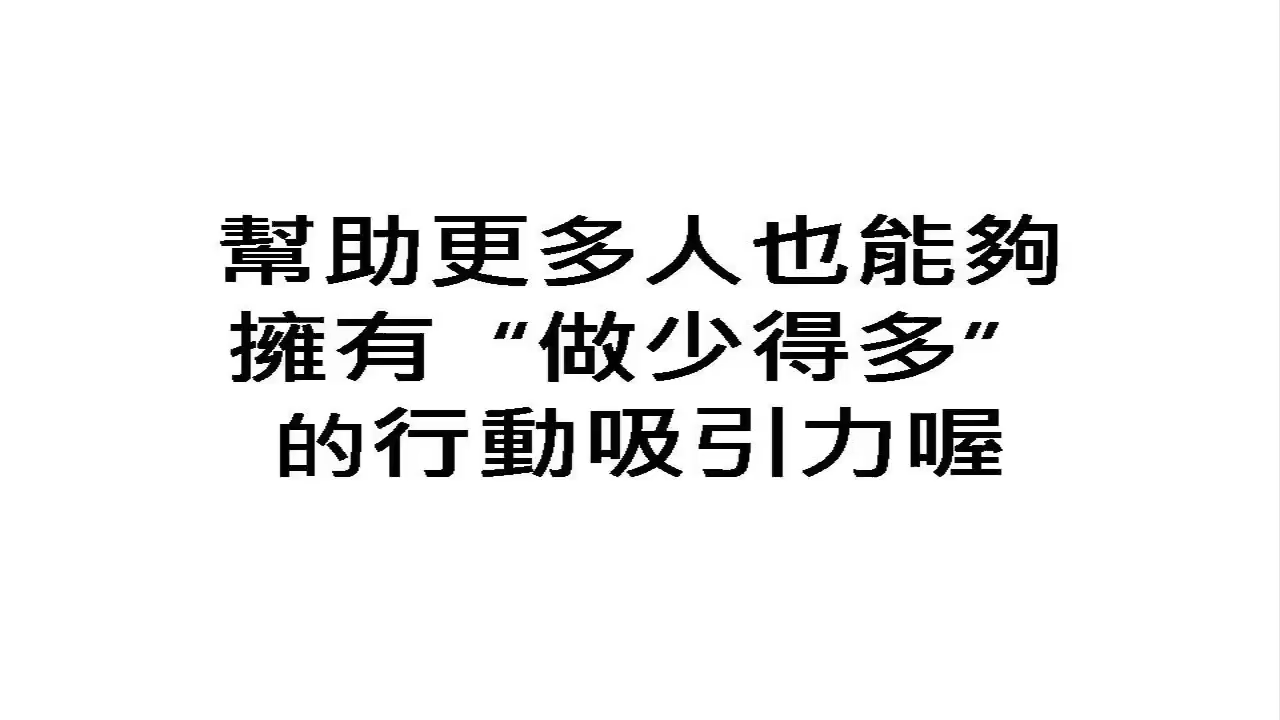 幫助更多人也能夠
擁有“做少得多”
的行動吸引力喔